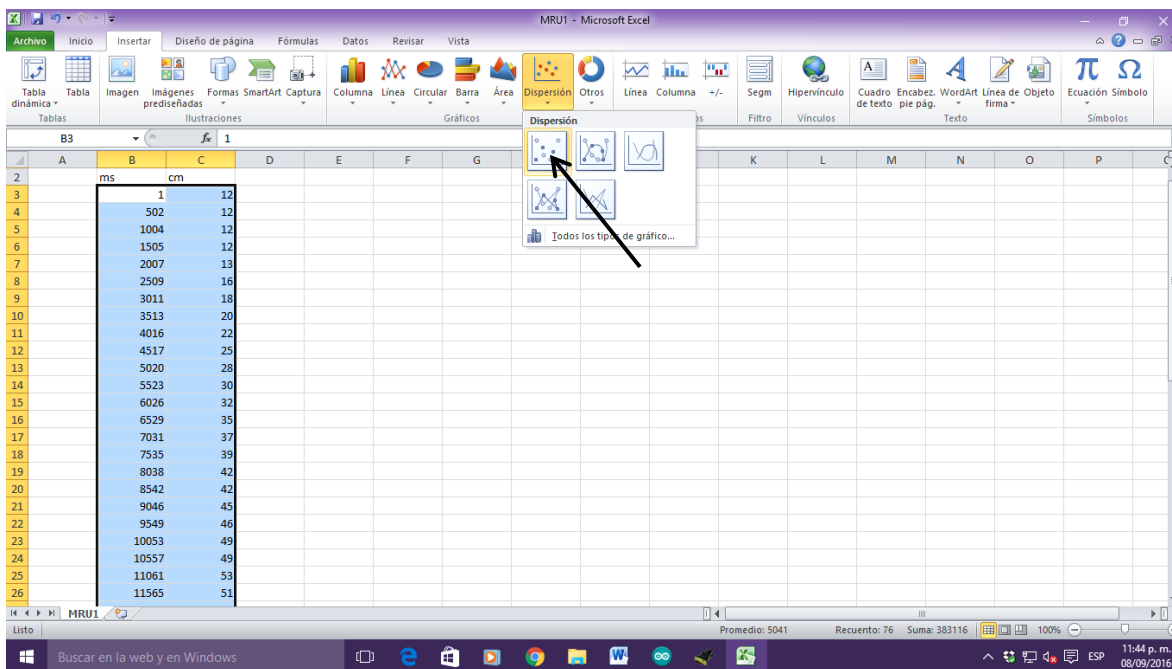 MRU1 - Microsoft Excel
Archivo Inicio Insertar Diseño de página Fórmulas Datos Revisar Vista
Tabla dinámica Tabla Imagen Imágenes prediseñadas Formas SmartArt Captura Columna Línea Circular Barra Área Dispersión Otros Línea Columna +/- Segm Hipervínculo Cuadro de texto Encabez. pie pág. WordArt Línea de firma Objeto Ecuación Símbolo
Tablas Ilustraciones Gráficos Filtro Vínculos Texto Símbolos
Dispersión
Todos los tipos de gráfico...
B3 fx 1
A B C D E F G K L M N O P
2 ms cm
3 1 12
4 502 12
5 1004 12
6 1505 12
7 2007 13
8 2509 16
9 3011 18
10 3513 20
11 4016 22
12 4517 25
13 5020 28
14 5523 30
15 6026 32
16 6529 35
17 7031 37
18 7535 39
19 8038 42
20 8542 42
21 9046 45
22 9549 46
23 10053 49
24 10557 49
25 11061 53
26 11565 51
MRU1
Listo Promedio: 5041 Recuento: 76 Suma: 383116 100%
Buscar en la web y en Windows ESP 11:44 p. m.
08/09/2016